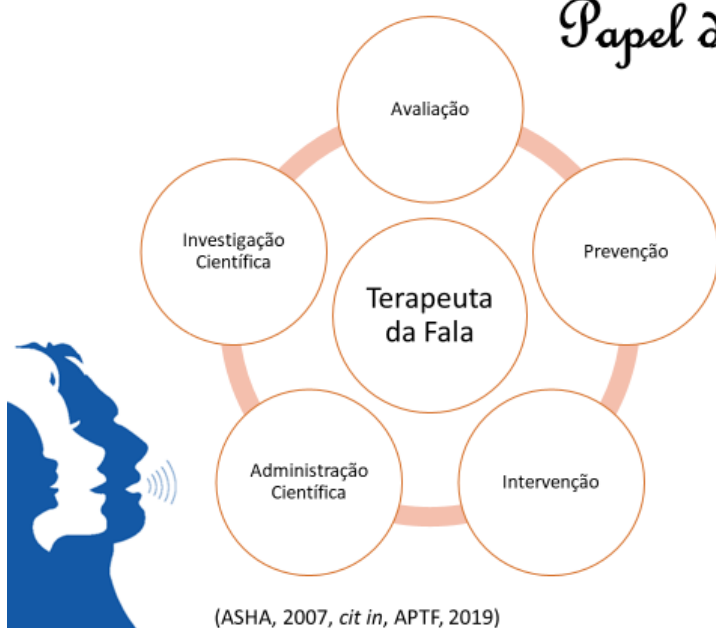 Papel d
Avaliação
Investigação
Científica
Prevenção
Terapeuta
da Fala
Administração
Científica
Intervenção
(ASHA, 2007, cit in, APTF, 2019)